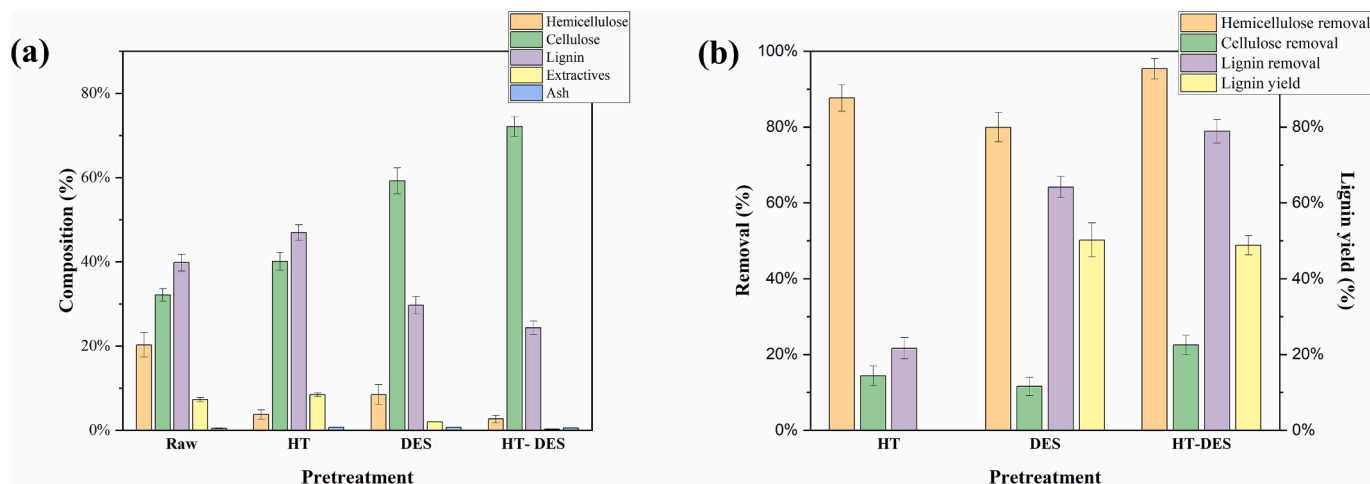 (a)
Hemicellulose
Cellulose
Lignin
Extractives
Ash
80%
60%
40%
20%
0%
Composition (%)
Raw
HT
DES
HT- DES
Pretreatment
(b)
Hemicellulose removal
Cellulose removal
Lignin removal
Lignin yield
100%
80%
60%
40%
20%
0%
Removal (%)
80%
60%
40%
20%
0%
Lignin yield (%)
HT
DES
HT-DES
Pretreatment